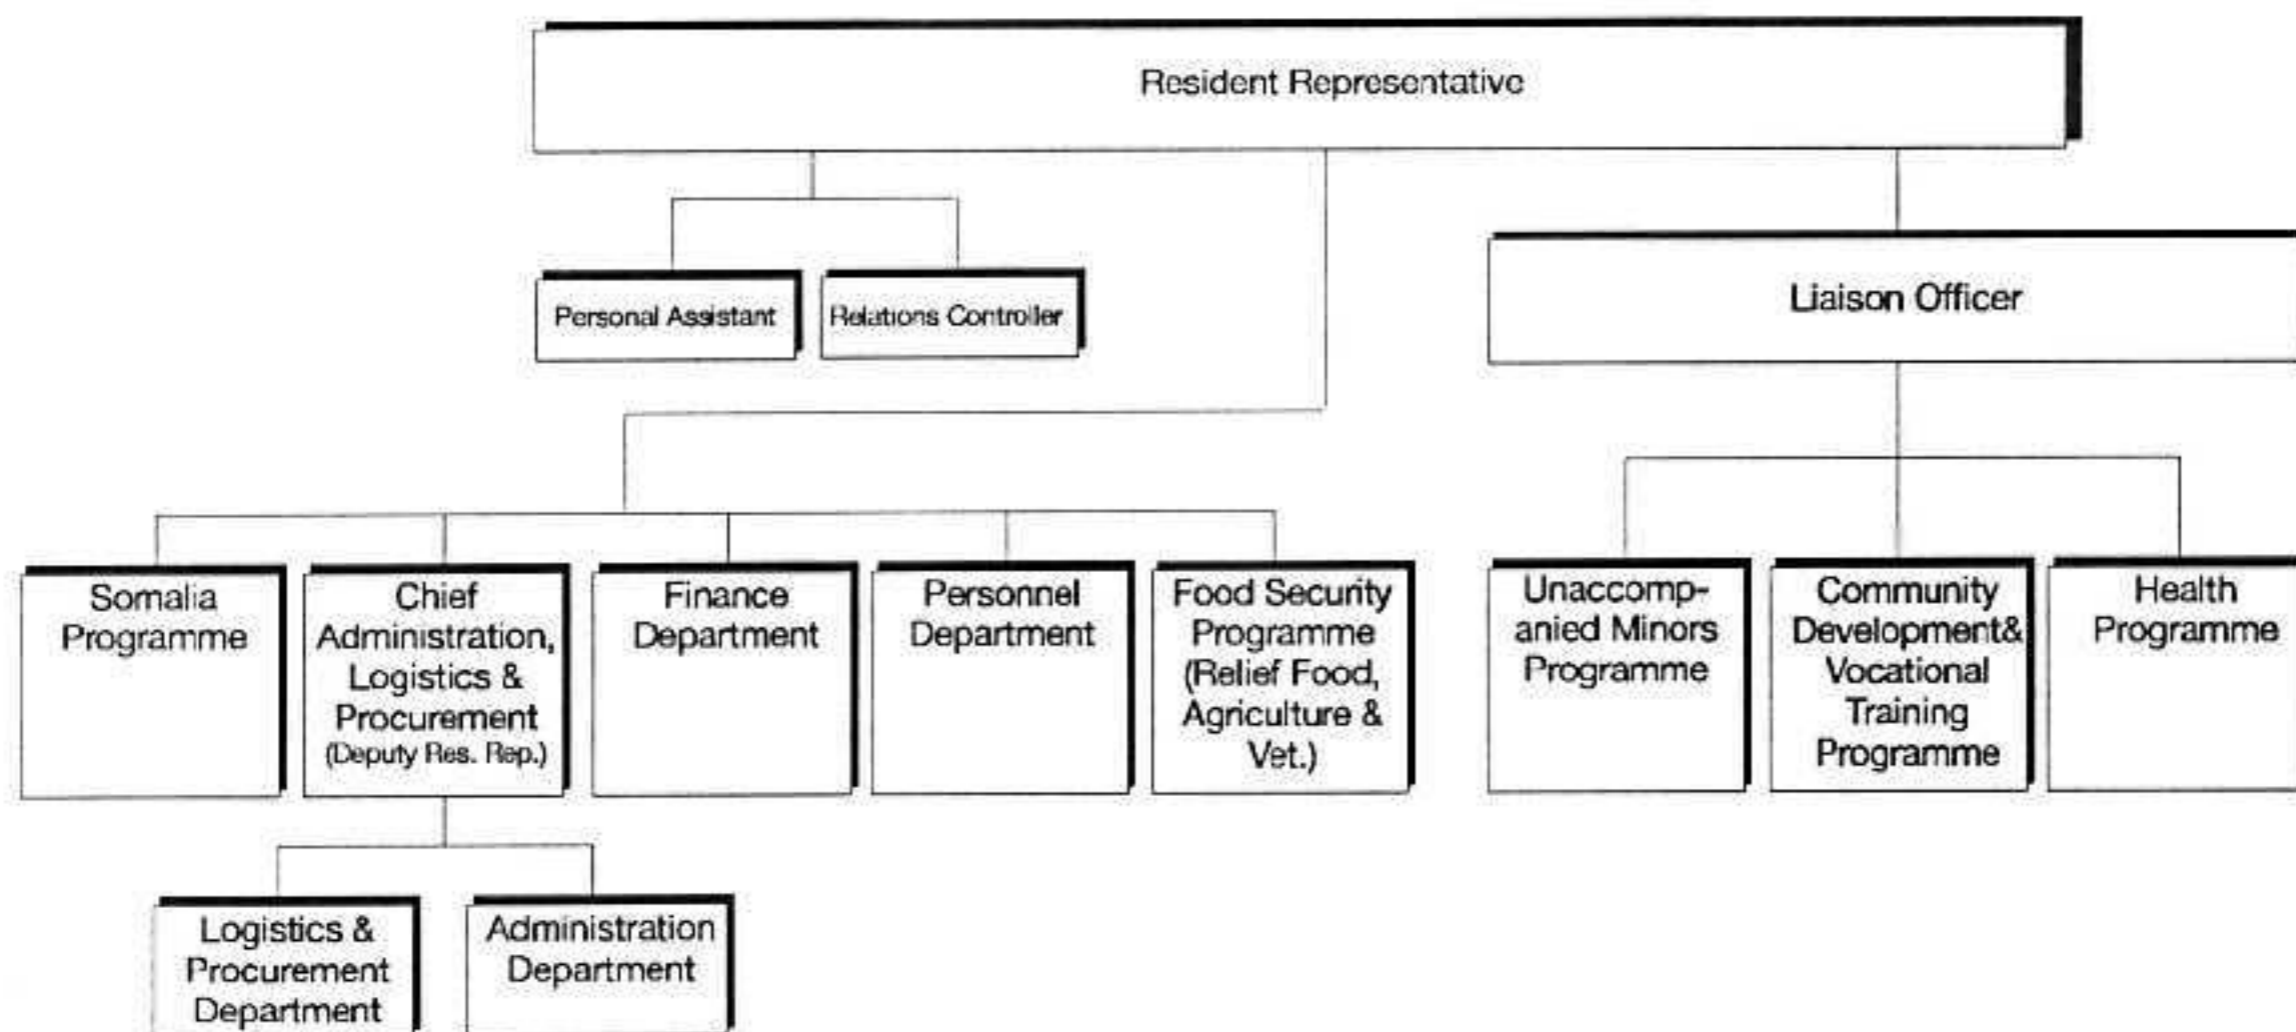 Resident Representative
Personal Assistant
Relations Controller
Liaison Officer
Somalia
Programme
Chief
Administration,
Logistics &
Procurement
(Deputy Res. Rep.)
Finance
Department
Personnel
Department
Food Security
Programme
(Relief Food,
Agriculture &
Vet.)
Unaccomp-
anied Minors
Programme
Community
Development&
Vocational
Training
Programme
Health
Programme
Logistics &
Procurement
Department
Administration
Department